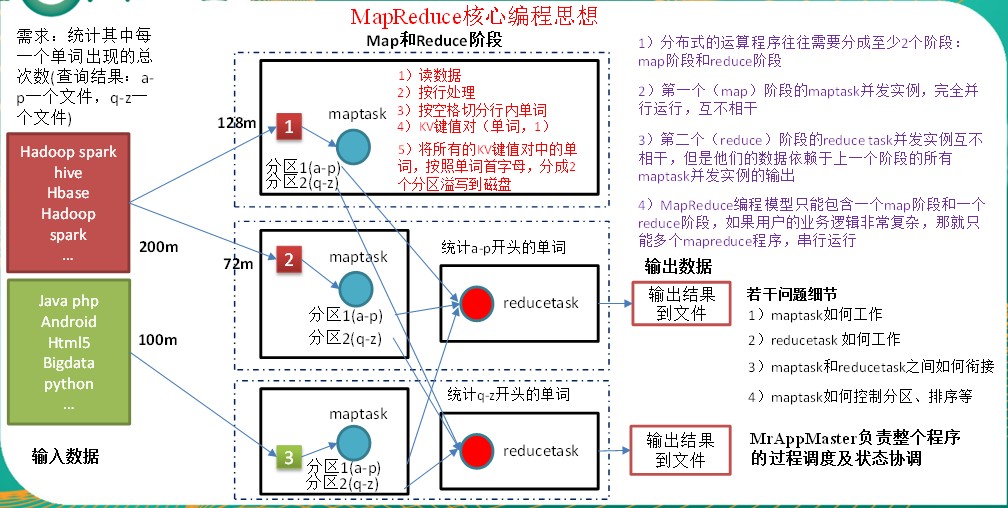 MapReduce核心编程思想
需求：统计其中每
一个单词出现的总
次数(查询结果：a-
p一个文件，q-z一
个文件)
Hadoop spark
hive
Hbase
Hadoop
spark
...
200m
Java php
Android
Html5
Bigdata
python
...
100m
输入数据
Map和Reduce阶段
128m
1
maptask
分区1(a-p)
分区2(q-z)
1）读数据
2）按行处理
3）按空格切分行内单词
4）KV键值对（单词，1）
5）将所有的KV键值对中的单
词，按照单词首字母，分成2
个分区溢写到磁盘
72m
2
maptask
分区1(a-p)
分区2(q-z)
统计a-p开头的单词
reducetask
3
maptask
分区1(a-p)
分区2(q-z)
统计q-z开头的单词
reducetask
输出数据
输出结果
到文件
输出结果
到文件
1）分布式的运算程序往往需要分成至少2个阶段：
map阶段和reduce阶段
2）第一个（map）阶段的maptask并发实例，完全并
行运行，互不相干
3）第二个（reduce）阶段的reduce task并发实例互不
相干，但是他们的数据依赖于上一个阶段的所有
maptask并发实例的输出
4）MapReduce编程模型只能包含一个map阶段和一个
reduce阶段，如果用户的业务逻辑非常复杂，那就只
能多个mapreduce程序，串行运行
若干问题细节
1）maptask如何工作
2）reducetask 如何工作
3）maptask和reducetask之间如何衔接
4）maptask如何控制分区、排序等
MrAppMaster负责整个程序
的过程调度及状态协调